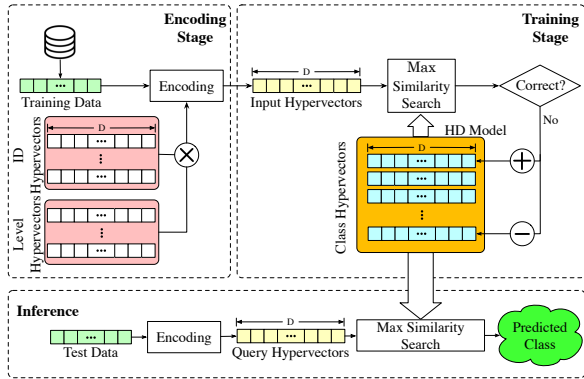 Encoding
Stage
Training
Stage
...
Training Data
Encoding
D
...
Input Hypervectors
Max
Similarity
Search
Correct?
No
ID
Hypervectors
D
...
...
...
×
Level
Hypervectors
...
...
...
HD Model
Class Hypervectors
D
...
...
...
...
...
+
−
Inference
...
Test Data
Encoding
D
...
Query Hypervectors
Max Similarity
Search
Predicted
Class